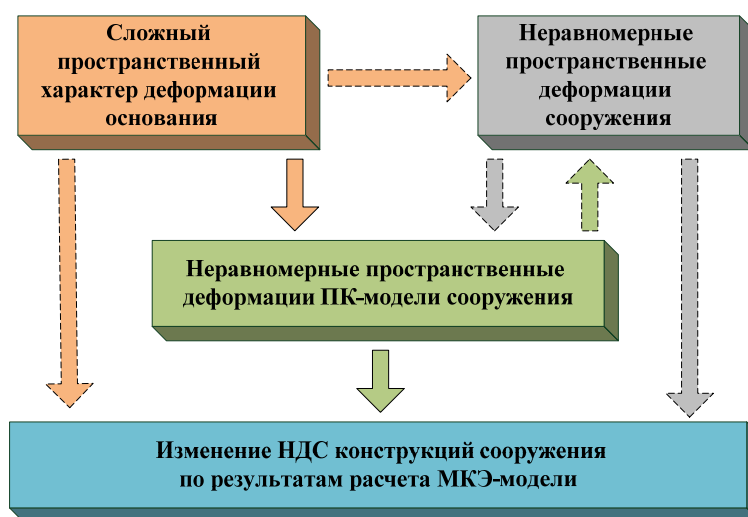 Сложный
пространственный
характер деформации
основания
Неравномерные
пространственные
деформации
сооружения
Неравномерные пространственные
деформации ПК-модели сооружения
Изменение НДС конструкций сооружения
по результатам расчета МКЭ-модели